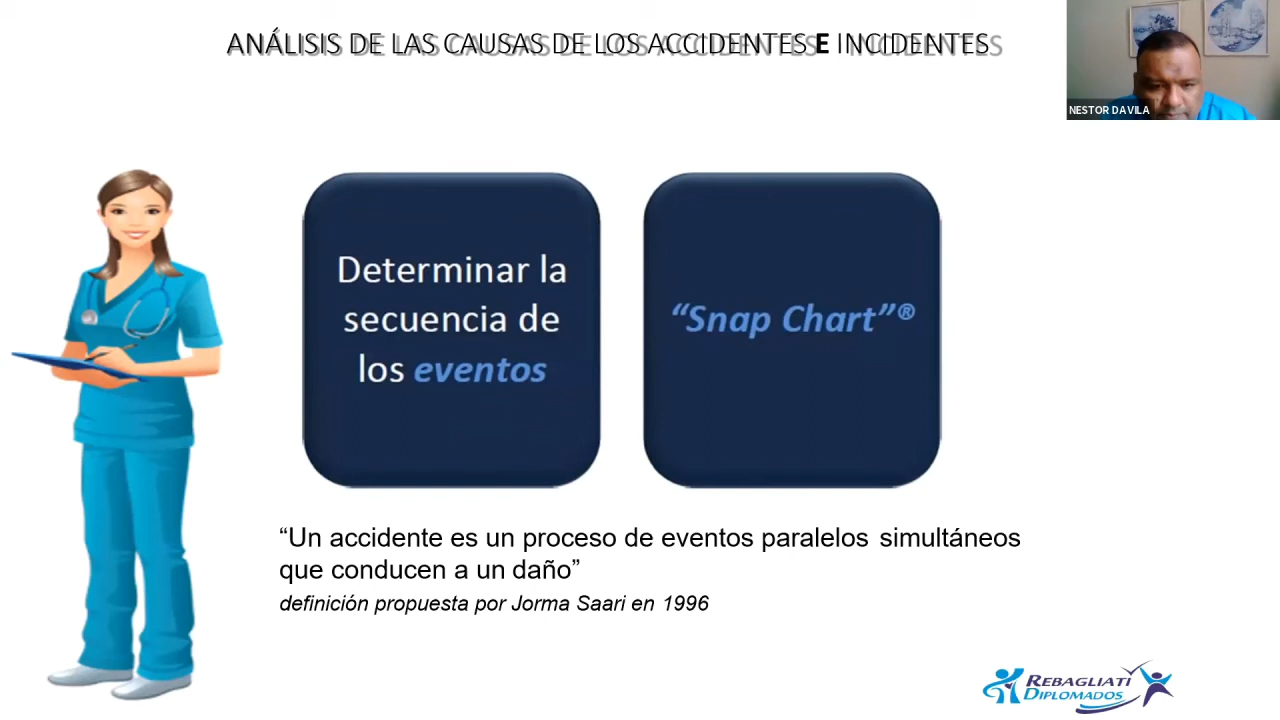 ANÁLISIS DE LAS CAUSAS DE LOS ACCIDENTES E INCIDENTES
NESTOR DAVILA
Determinar la
secuencia de
los eventos
“Snap Chart”®
“Un accidente es un proceso de eventos paralelos simultáneos
que conducen a un daño”
definición propuesta por Jorma Saari en 1996
REBAGLIATI
DIPLOMADOS